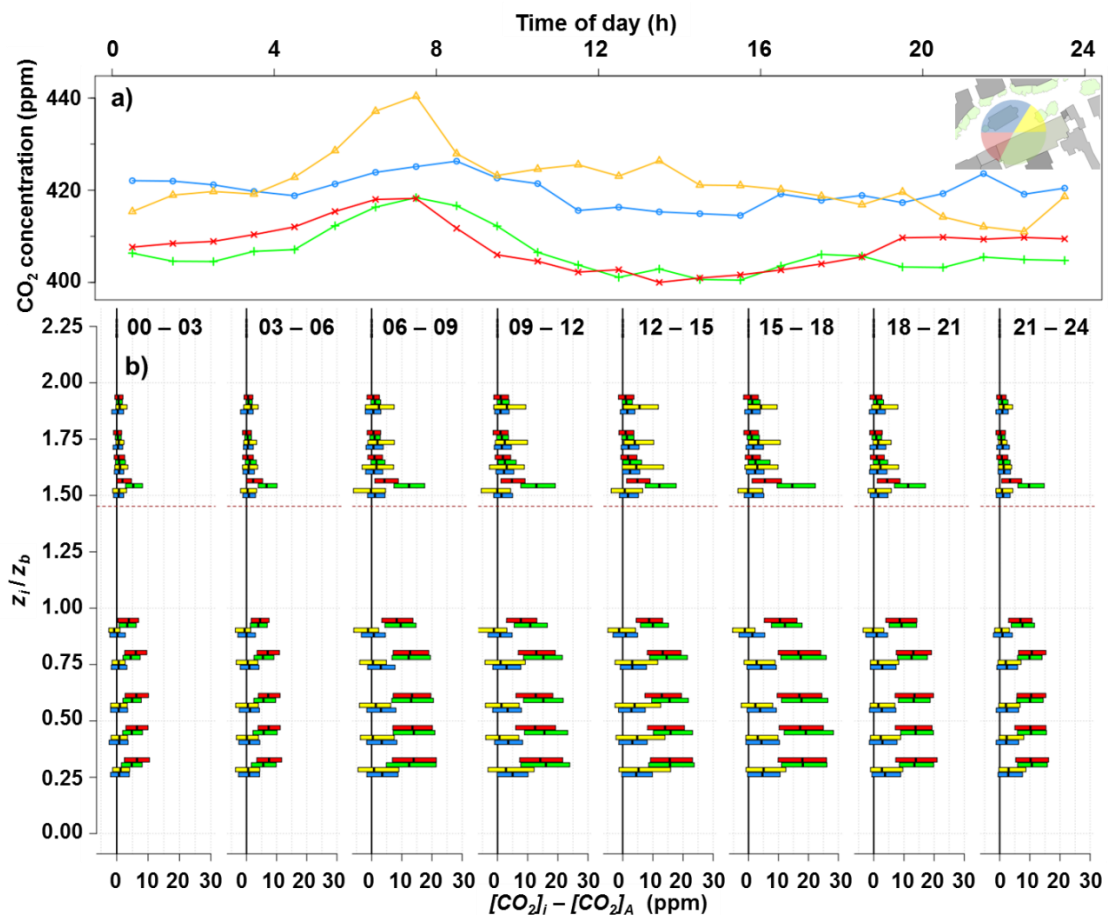 Time of day (h)
0 4 8 12 16 20 24
a)
CO2 concentration (ppm)
440
420
400
b)
00 – 03 03 – 06 06 – 09 09 – 12 12 – 15 15 – 18 18 – 21 21 – 24
zi / zb
2.25
2.00
1.75
1.50
1.25
1.00
0.75
0.50
0.25
0.00
0 10 20 30 0 10 20 30 0 10 20 30 0 10 20 30 0 10 20 30 0 10 20 30 0 10 20 30 0 10 20 30
[CO2]i – [CO2]A (ppm)